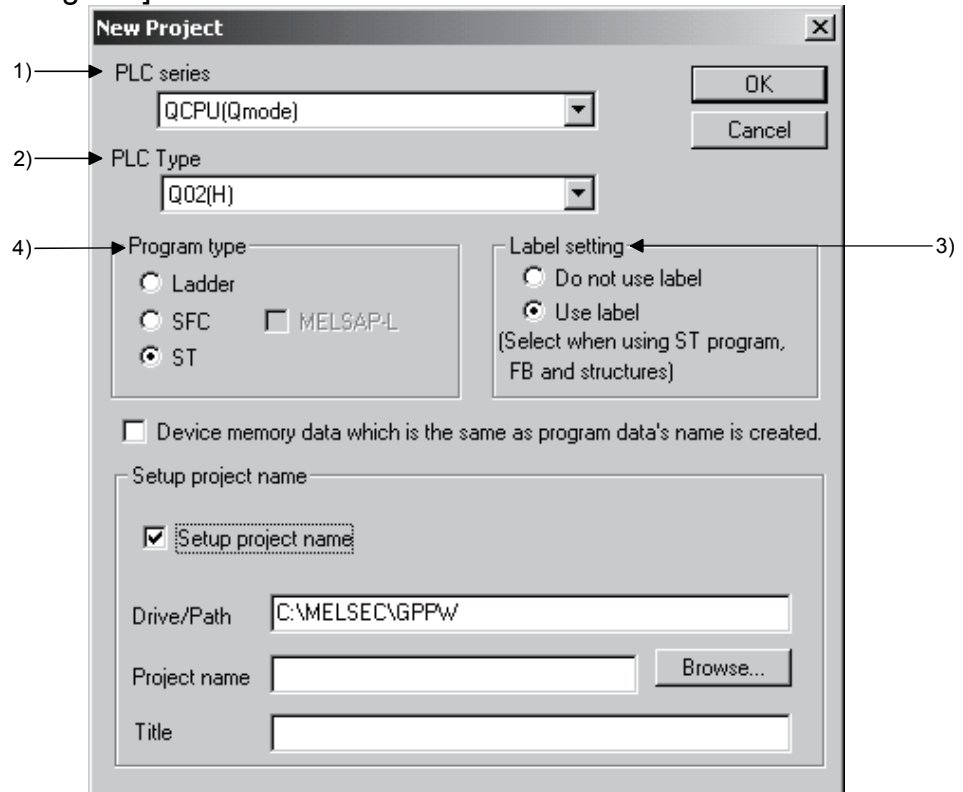 New Project
1) PLC series
OK
QCPU(Qmode)
Cancel
2) PLC Type
Q02(H)
4) Program type
Label setting 3)
Ladder
Do not use label
SFC MELSAP-L
Use label
ST
(Select when using ST program,
FB and structures)
Device memory data which is the same as program data's name is created.
Setup project name
Setup project name
Drive/Path C:\MELSEC\GPPW
Project name Browse...
Title